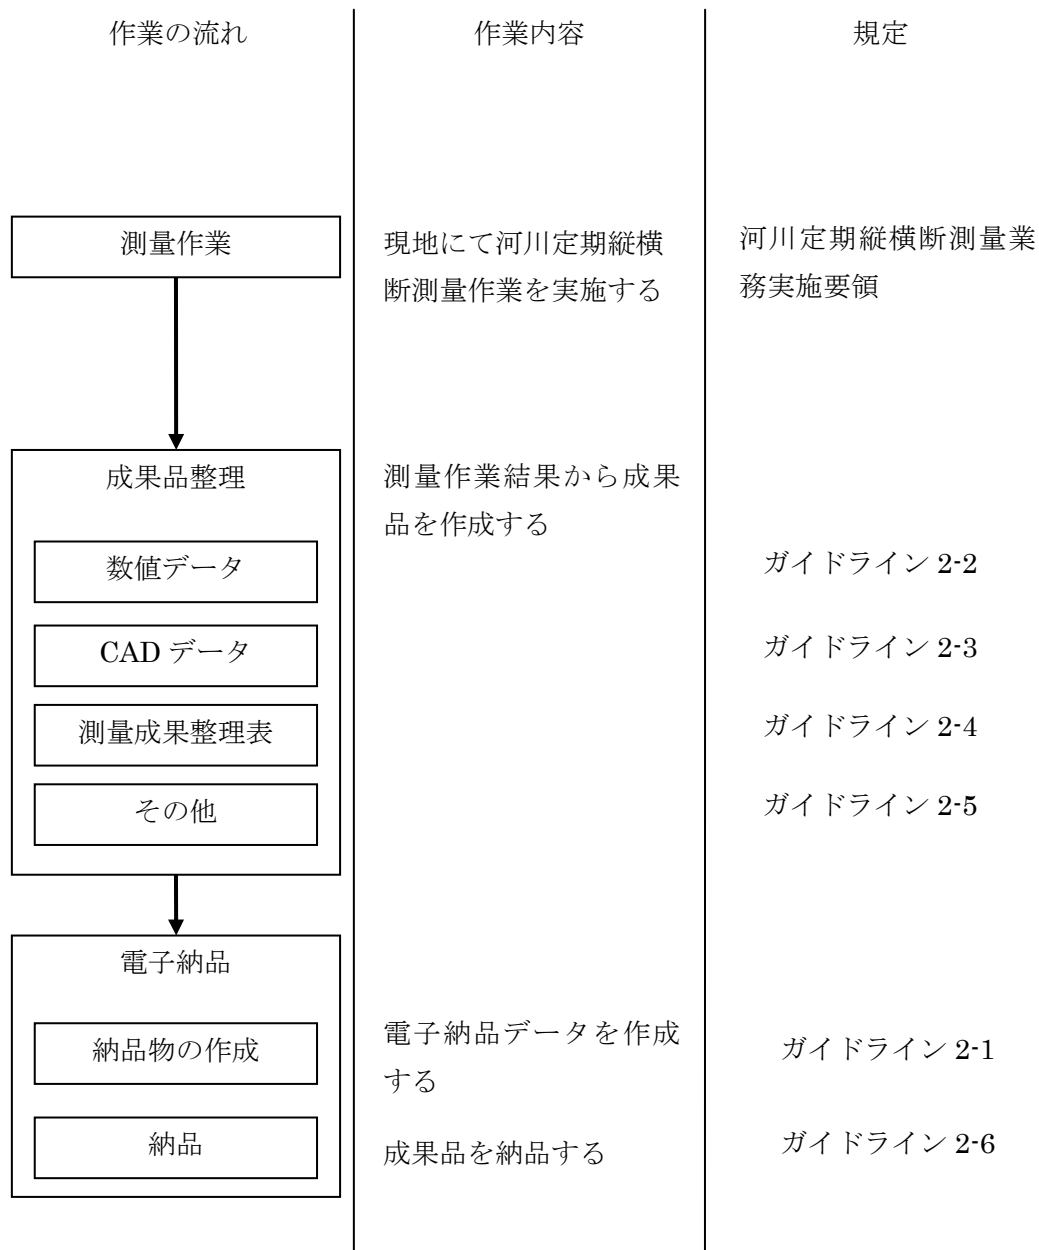 作業の流れ
作業内容
規定
測量作業
現地にて河川定期縦横
断測量作業を実施する
河川定期縦横断測量業
務実施要領
成果品整理
測量作業結果から成果
品を作成する
数値データ
ガイドライン 2-2
CAD データ
ガイドライン 2-3
測量成果整理表
ガイドライン 2-4
その他
ガイドライン 2-5
電子納品
納品物の作成
電子納品データを作成
する
ガイドライン 2-1
納品
成果品を納品する
ガイドライン 2-6